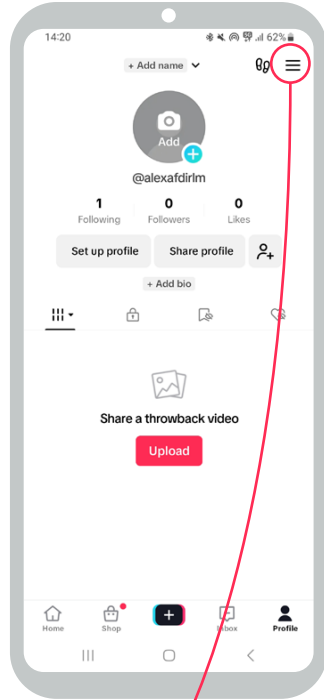 14:20
62%
+ Add name
Add
@alexafdirlm
1 0 0
Following Followers Likes
Set up profile Share profile
+ Add bio
Share a throwback video
Upload
Home Shop Inbox Profile